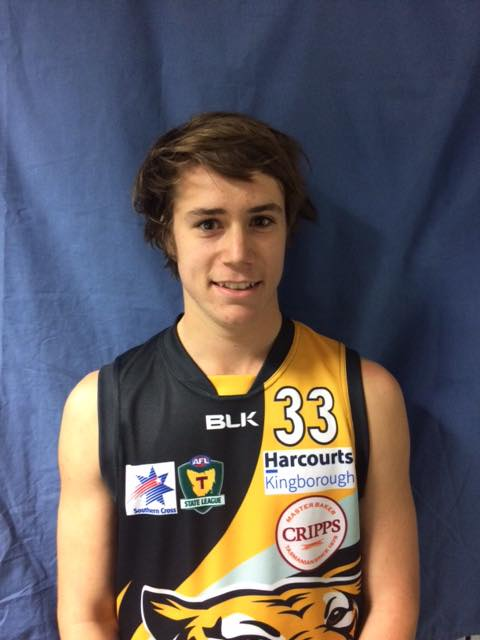 BLK
33
Harcourts
Kingborough
AFL
T
STATE LEAGUE
Southern Cross
MASTER BAKER
CRIPPS